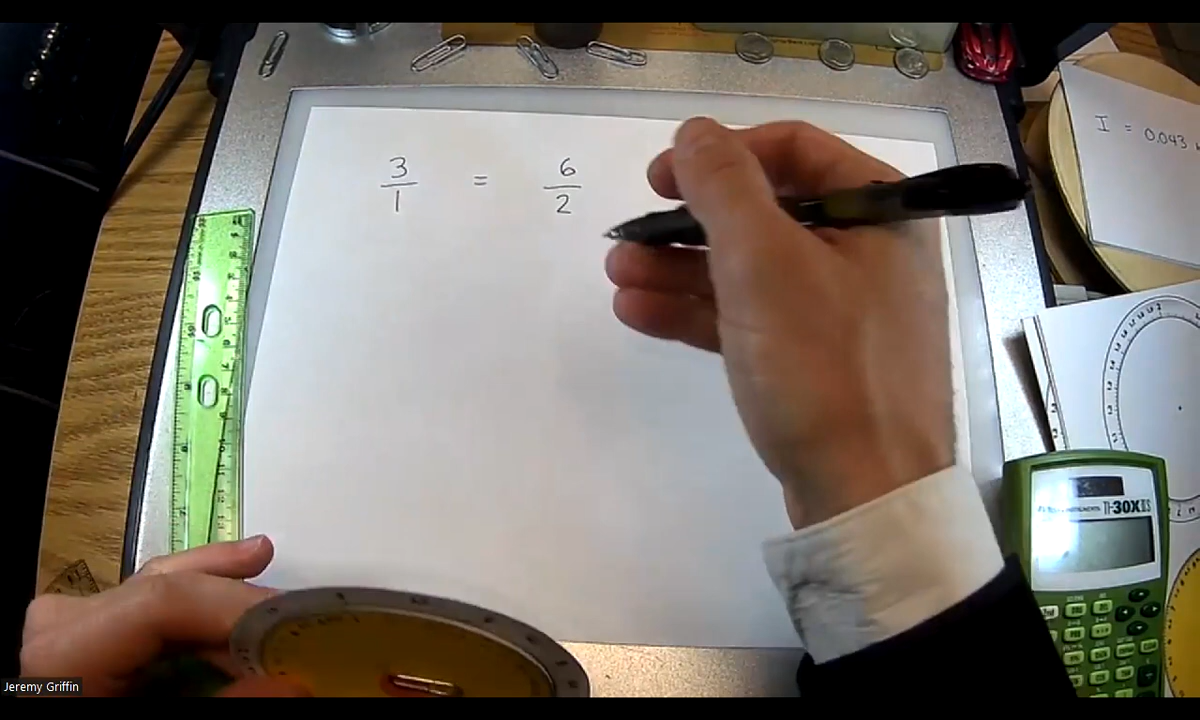 3/1 = 6/2
I = 0.043
TI-30XIIS
Jeremy Griffin